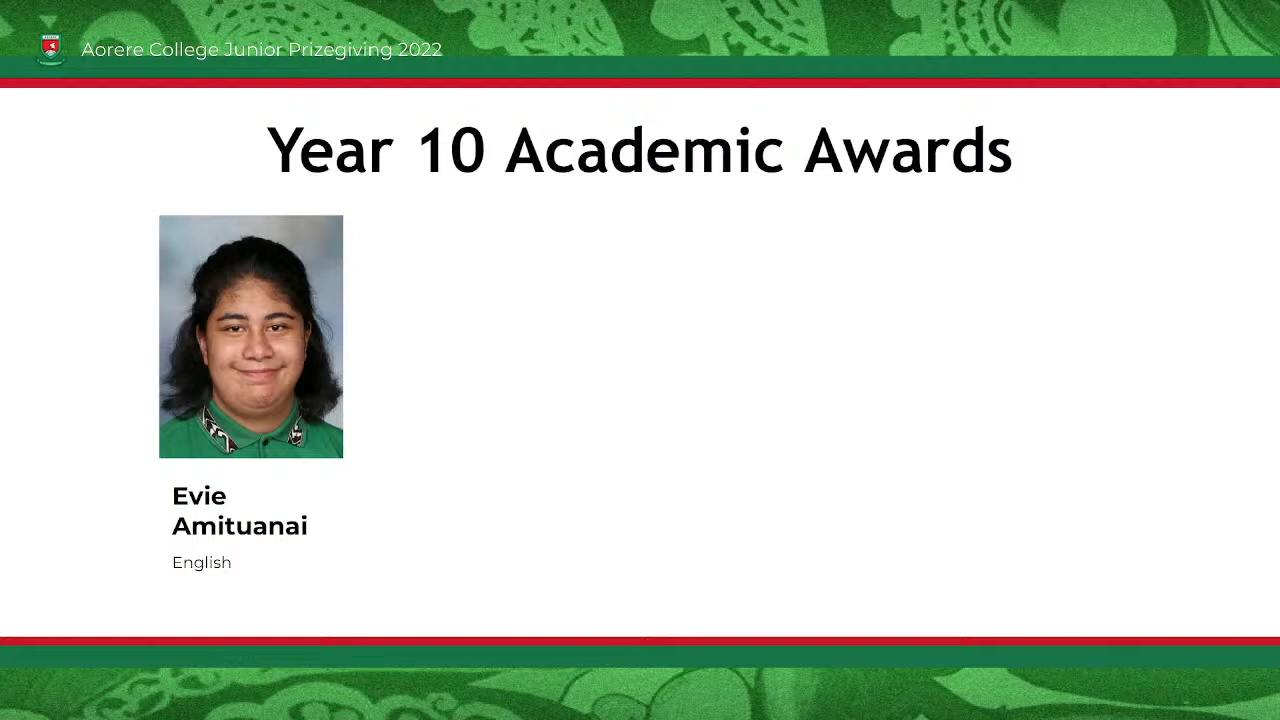 Aorere College Junior Prizegiving 2022
Year 10 Academic Awards
Evie
Amituanai
English